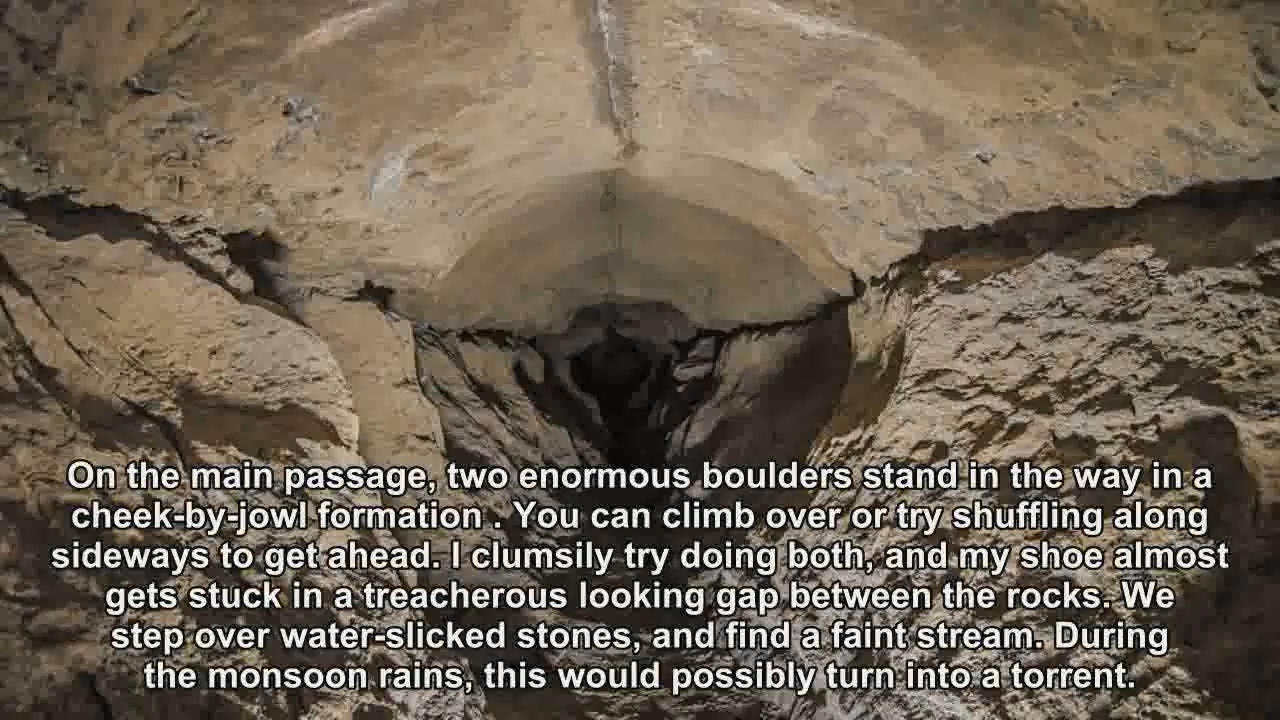 On the main passage, two enormous boulders stand in the way in a
cheek-by-jowl formation . You can climb over or try shuffling along
sideways to get ahead. I clumsily try doing both, and my shoe almost
gets stuck in a treacherous looking gap between the rocks. We
step over water-slicked stones, and find a faint stream. During
the monsoon rains, this would possibly turn into a torrent.